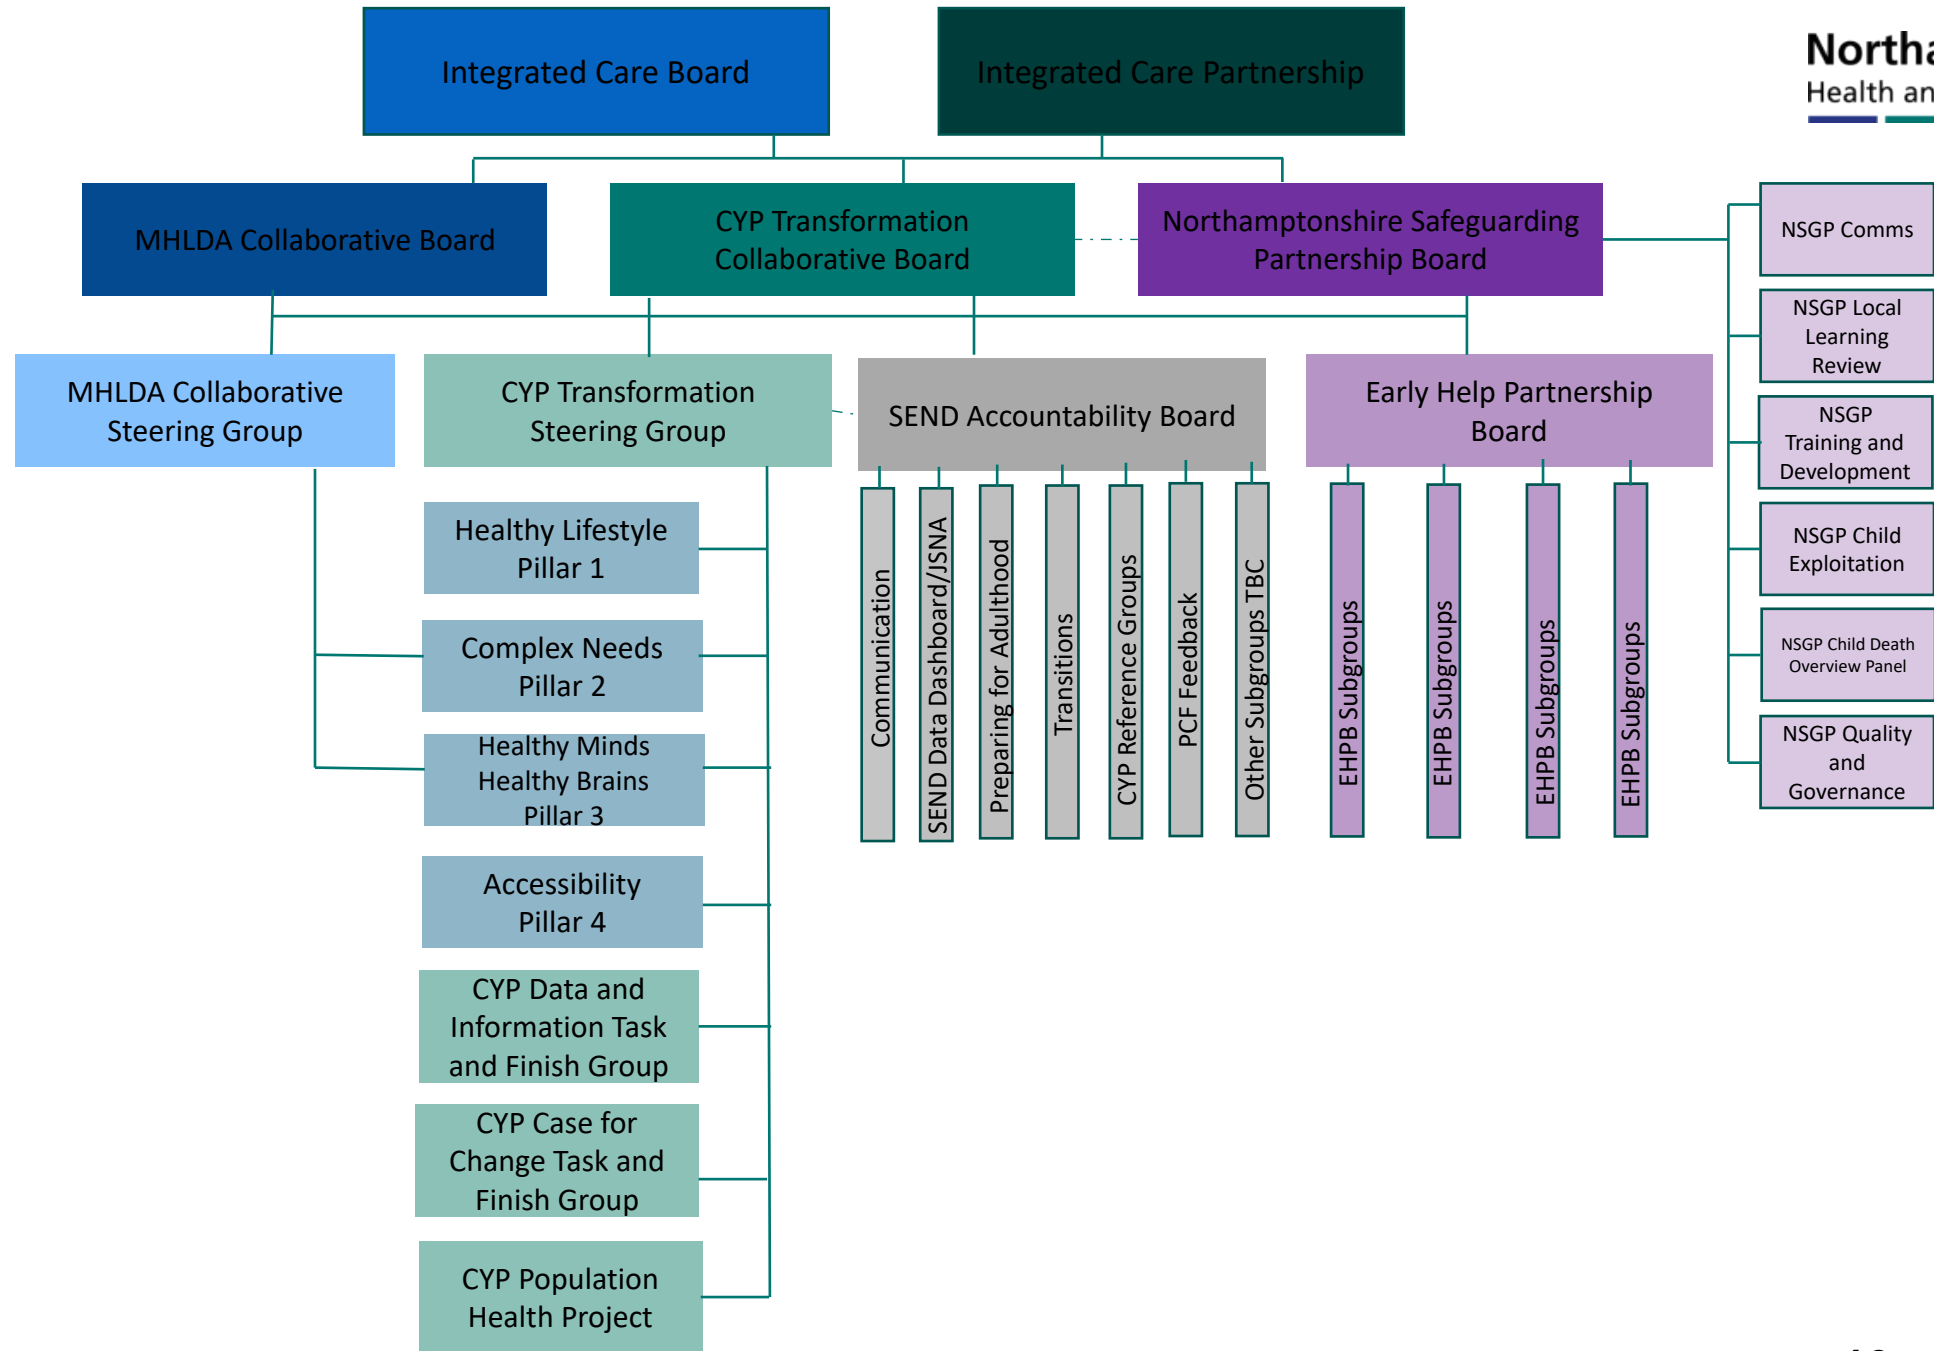 Integrated Care Board
Integrated Care Partnership
Northa
Health an
MHLDA Collaborative Board
CYP Transformation
Collaborative Board
Northamptonshire Safeguarding
Partnership Board
NSGP Comms
NSGP Local
Learning
Review
NSGP
Training and
Development
NSGP Child
Exploitation
NSGP Child Death
Overview Panel
NSGP Quality
and
Governance
MHLDA Collaborative
Steering Group
CYP Transformation
Steering Group
SEND Accountability Board
Early Help Partnership
Board
Healthy Lifestyle
Pillar 1
Complex Needs
Pillar 2
Healthy Minds
Healthy Brains
Pillar 3
Accessibility
Pillar 4
CYP Data and
Information Task
and Finish Group
CYP Case for
Change Task and
Finish Group
CYP Population
Health Project
Communication
SEND Data Dashboard/JSNA
Preparing for Adulthood
Transitions
CYP Reference Groups
PCF Feedback
Other Subgroups TBC
EHPB Subgroups
EHPB Subgroups
EHPB Subgroups
EHPB Subgroups